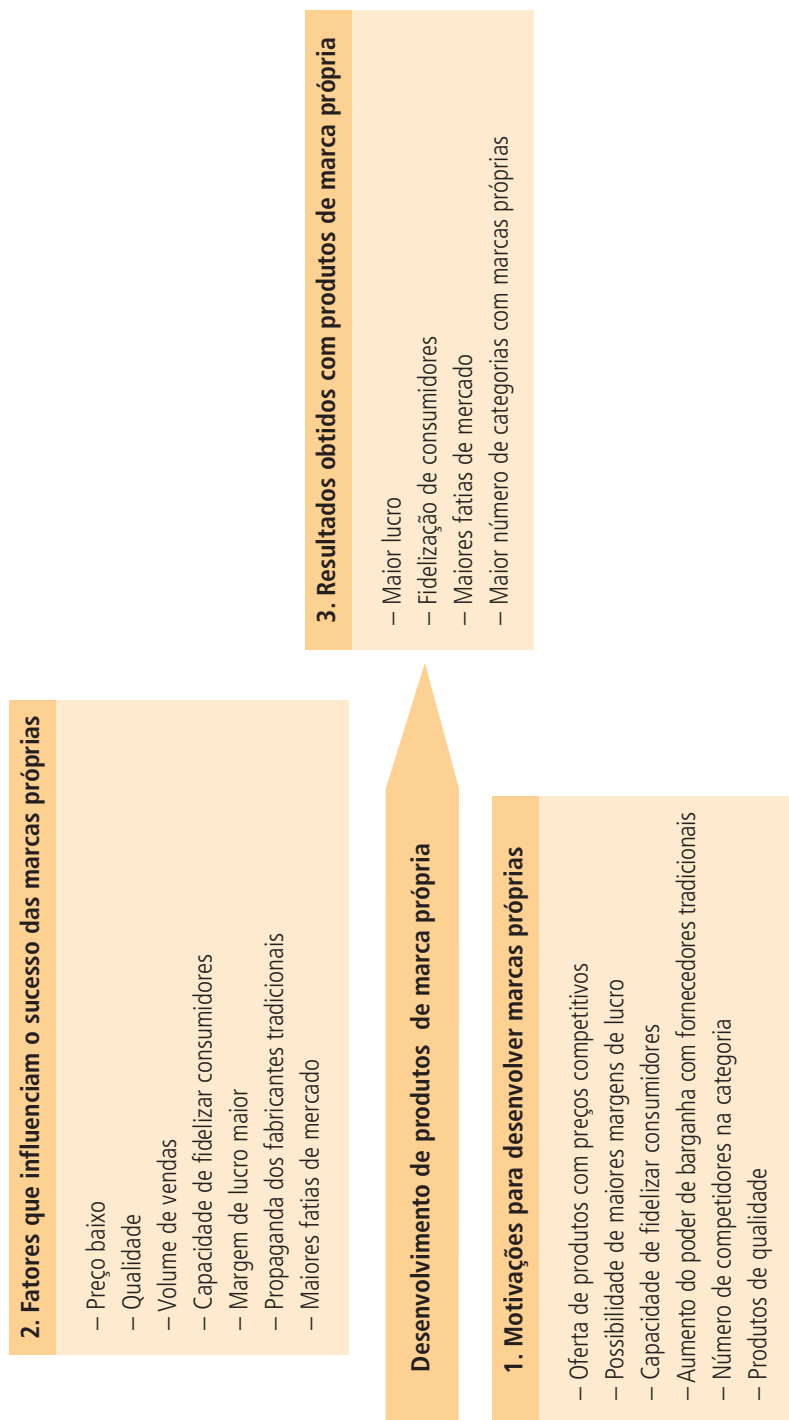 2. Fatores que influenciam o sucesso das marcas próprias
– Preço baixo
– Qualidade
– Volume de vendas
– Capacidade de fidelizar consumidores
– Margem de lucro maior
– Propaganda dos fabricantes tradicionais
– Maiores fatias de mercado
Desenvolvimento de produtos de marca própria
1. Motivações para desenvolver marcas próprias
– Oferta de produtos com preços competitivos
– Possibilidade de maiores margens de lucro
– Capacidade de fidelizar consumidores
– Aumento do poder de barganha com fornecedores tradicionais
– Número de competidores na categoria
– Produtos de qualidade
3. Resultados obtidos com produtos de marca própria
– Maior lucro
– Fidelização de consumidores
– Maiores fatias de mercado
– Maior número de categorias com marcas próprias